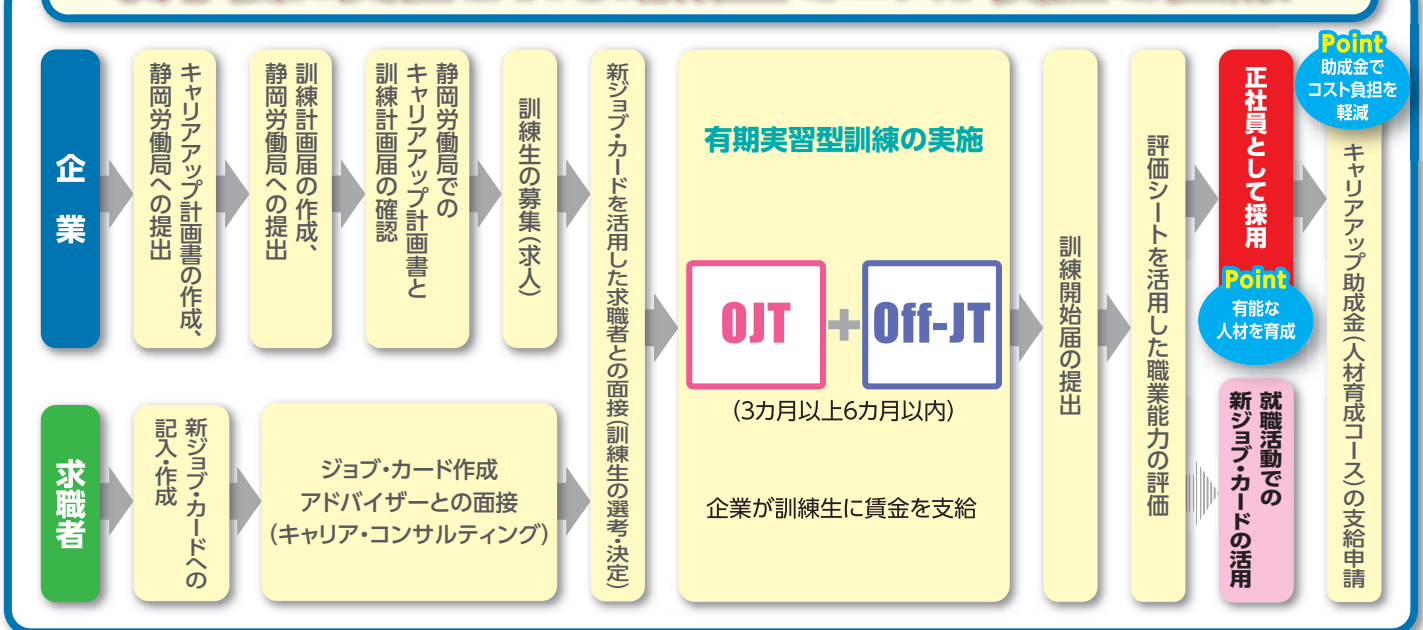 企業
キャリアアップ計画書の作成、
静岡労働局への提出
訓練計画届の作成、
静岡労働局への提出
静岡労働局での
キャリアアップ計画書と
訓練計画届の確認
訓練生の募集(求人)
求職者
新ジョブ・カードへの
記入・作成
ジョブ・カード作成
アドバイザーとの面接
(キャリア・コンサルティング)
新ジョブ・カードを活用した求職者との面接(訓練生の選考・決定)
有期実習型訓練の実施
OJT + Off-JT
(3カ月以上6カ月以内)
企業が訓練生に賃金を支給
訓練開始届の提出
評価シートを活用した職業能力の評価
正社員として採用
Point
有能な
人材を育成
就職活動での
新ジョブ・カードの活用
Point
助成金で
コスト負担を
軽減
キャリアアップ助成金(人材育成コース)の支給申請